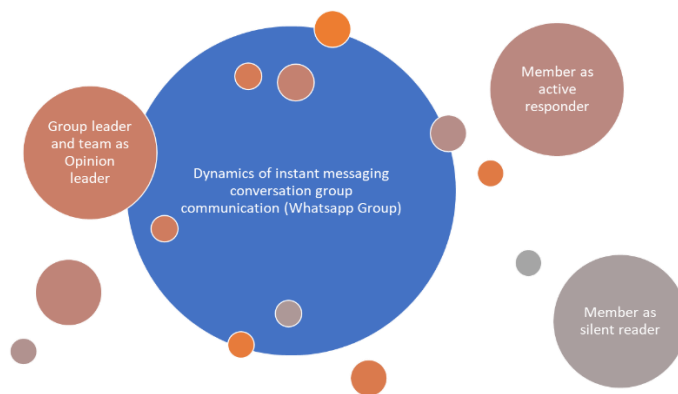 Member as
active
responder
Group leader
and team as
Opinion
leader
Dynamics of instant messaging
conversation group
communication (Whatsapp Group)
Member as
silent reader